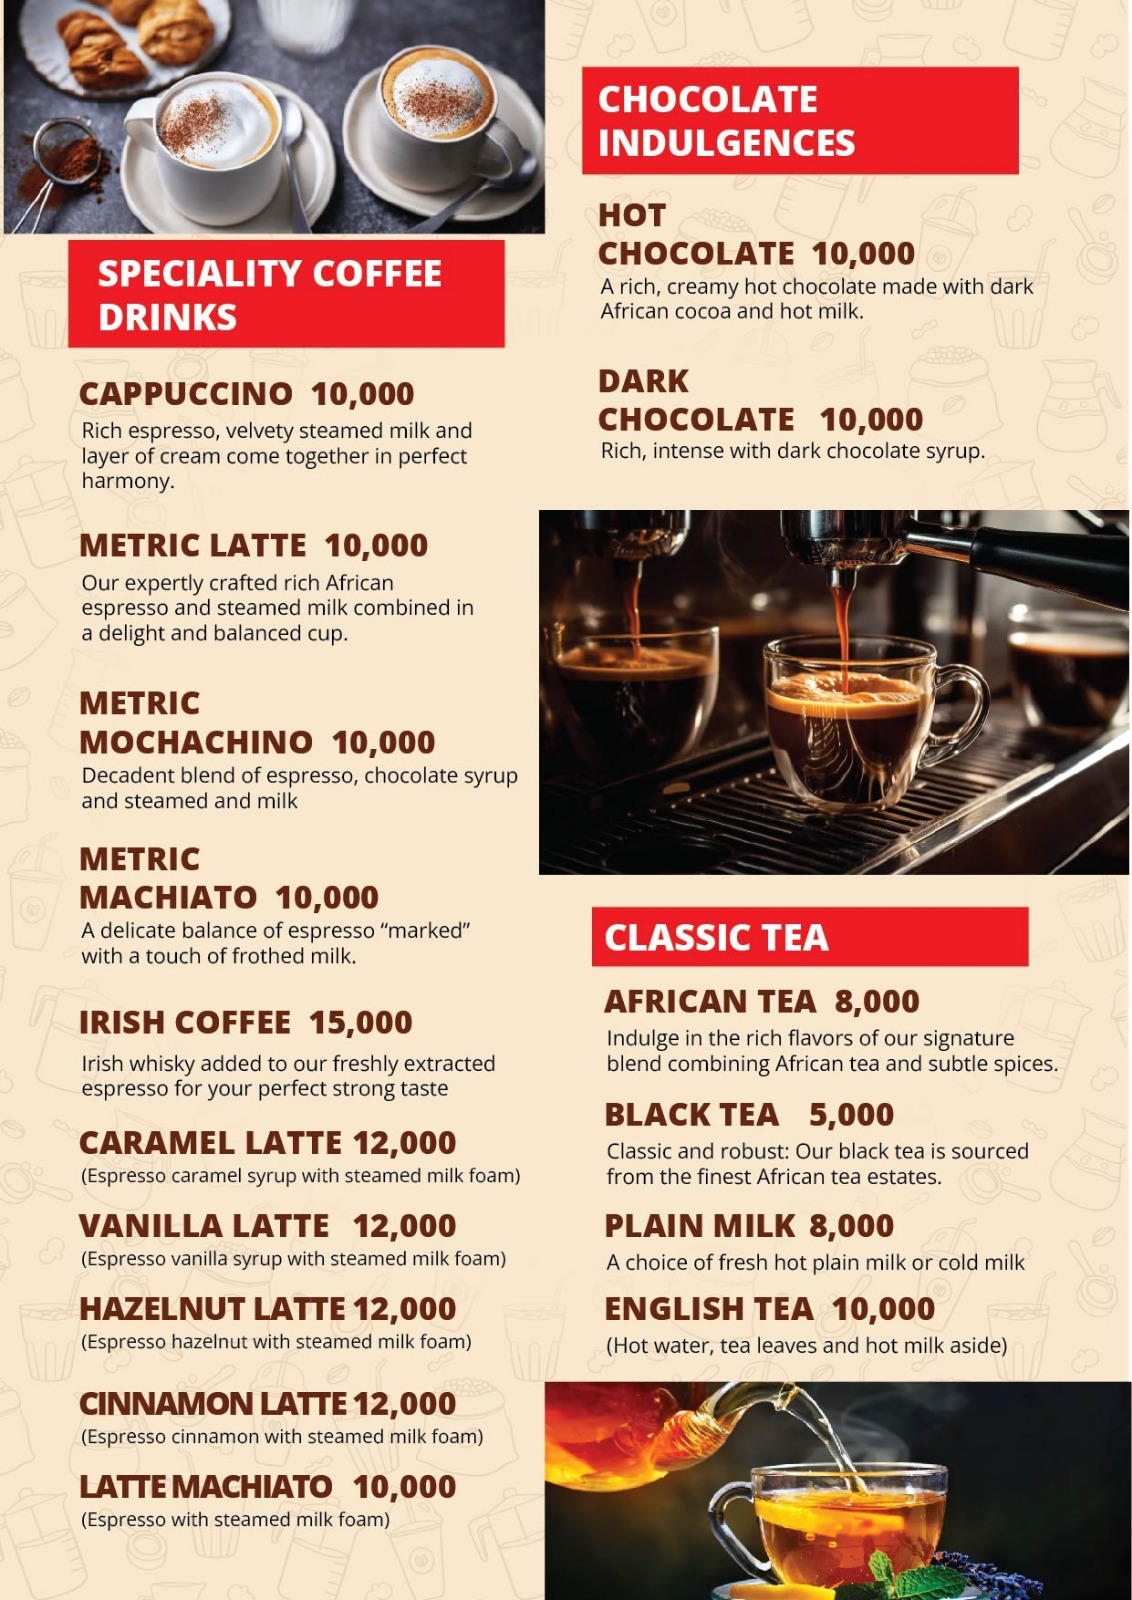 SPECIALITY COFFEE
DRINKS
CAPPUCCINO 10,000
Rich espresso, velvety steamed milk and
layer of cream come together in perfect
harmony.
METRIC LATTE 10,000
Our expertly crafted rich African
espresso and steamed milk combined in
a delight and balanced cup.
METRIC
MOCHACHINO 10,000
Decadent blend of espresso, chocolate syrup
and steamed and milk
METRIC
MACHIATO 10,000
A delicate balance of espresso “marked”
with a touch of frothed milk.
IRISH COFFEE 15,000
Irish whisky added to our freshly extracted
espresso for your perfect strong taste
CARAMEL LATTE 12,000
(Espresso caramel syrup with steamed milk foam)
VANILLA LATTE 12,000
(Espresso vanilla syrup with steamed milk foam)
HAZELNUT LATTE 12,000
(Espresso hazelnut with steamed milk foam)
CINNAMON LATTE 12,000
(Espresso cinnamon with steamed milk foam)
LATTE MACHIATO 10,000
(Espresso with steamed milk foam)
CHOCOLATE
INDULGENCES
HOT
CHOCOLATE 10,000
A rich, creamy hot chocolate made with dark
African cocoa and hot milk.
DARK
CHOCOLATE 10,000
Rich, intense with dark chocolate syrup.
CLASSIC TEA
AFRICAN TEA 8,000
Indulge in the rich flavors of our signature
blend combining African tea and subtle spices.
BLACK TEA 5,000
Classic and robust: Our black tea is sourced
from the finest African tea estates.
PLAIN MILK 8,000
A choice of fresh hot plain milk or cold milk
ENGLISH TEA 10,000
(Hot water, tea leaves and hot milk aside)